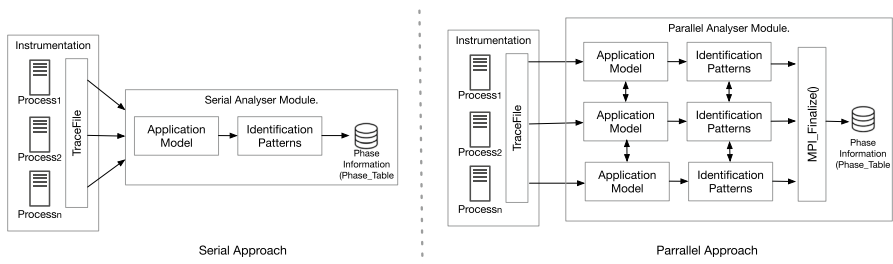 Instrumentation
Process1
Process2
Processn
TraceFile
Serial Analyser Module.
Application
Model
Identification
Patterns
Phase
Information
(Phase_Table
Serial Approach
Instrumentation
Process1
Process2
Processn
TraceFile
Parallel Analyser Module.
Application
Model
Identification
Patterns
Application
Model
Identification
Patterns
Application
Model
Identification
Patterns
MPI_Finalize()
Phase
Information
(Phase_Table
Parrallel Approach